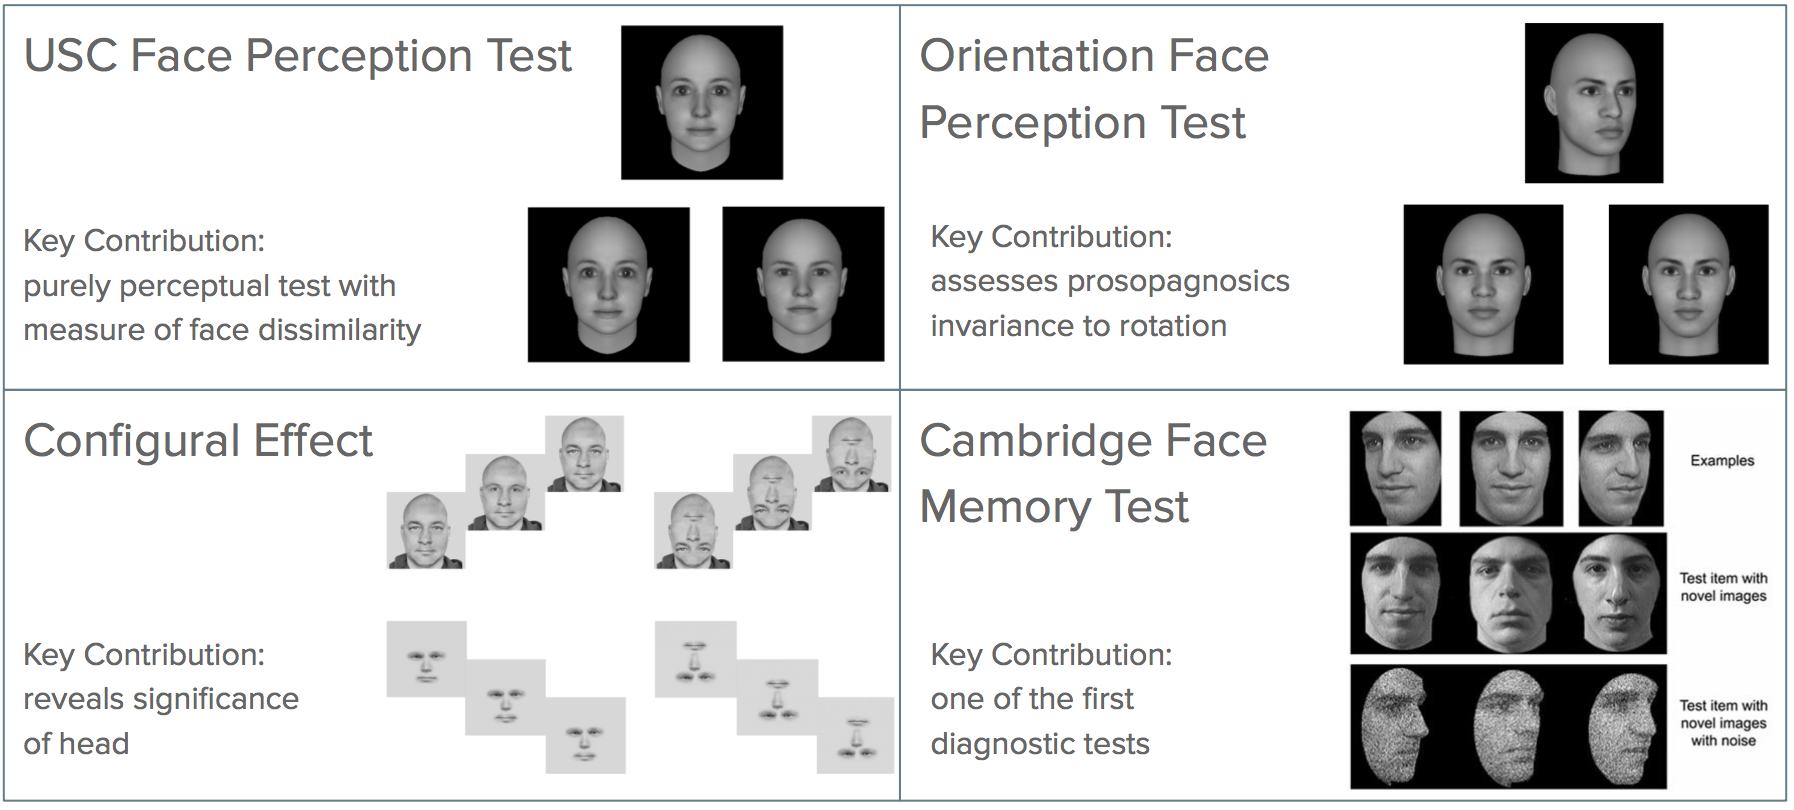 USC Face Perception Test
Key Contribution:
purely perceptual test with
measure of face dissimilarity
Orientation Face
Perception Test
Key Contribution:
assesses prosopagnosics
invariance to rotation
Configural Effect
Key Contribution:
reveals significance
of head
Cambridge Face
Memory Test
Key Contribution:
one of the first
diagnostic tests
Examples
Test item with
novel images
Test item with
novel images
with noise